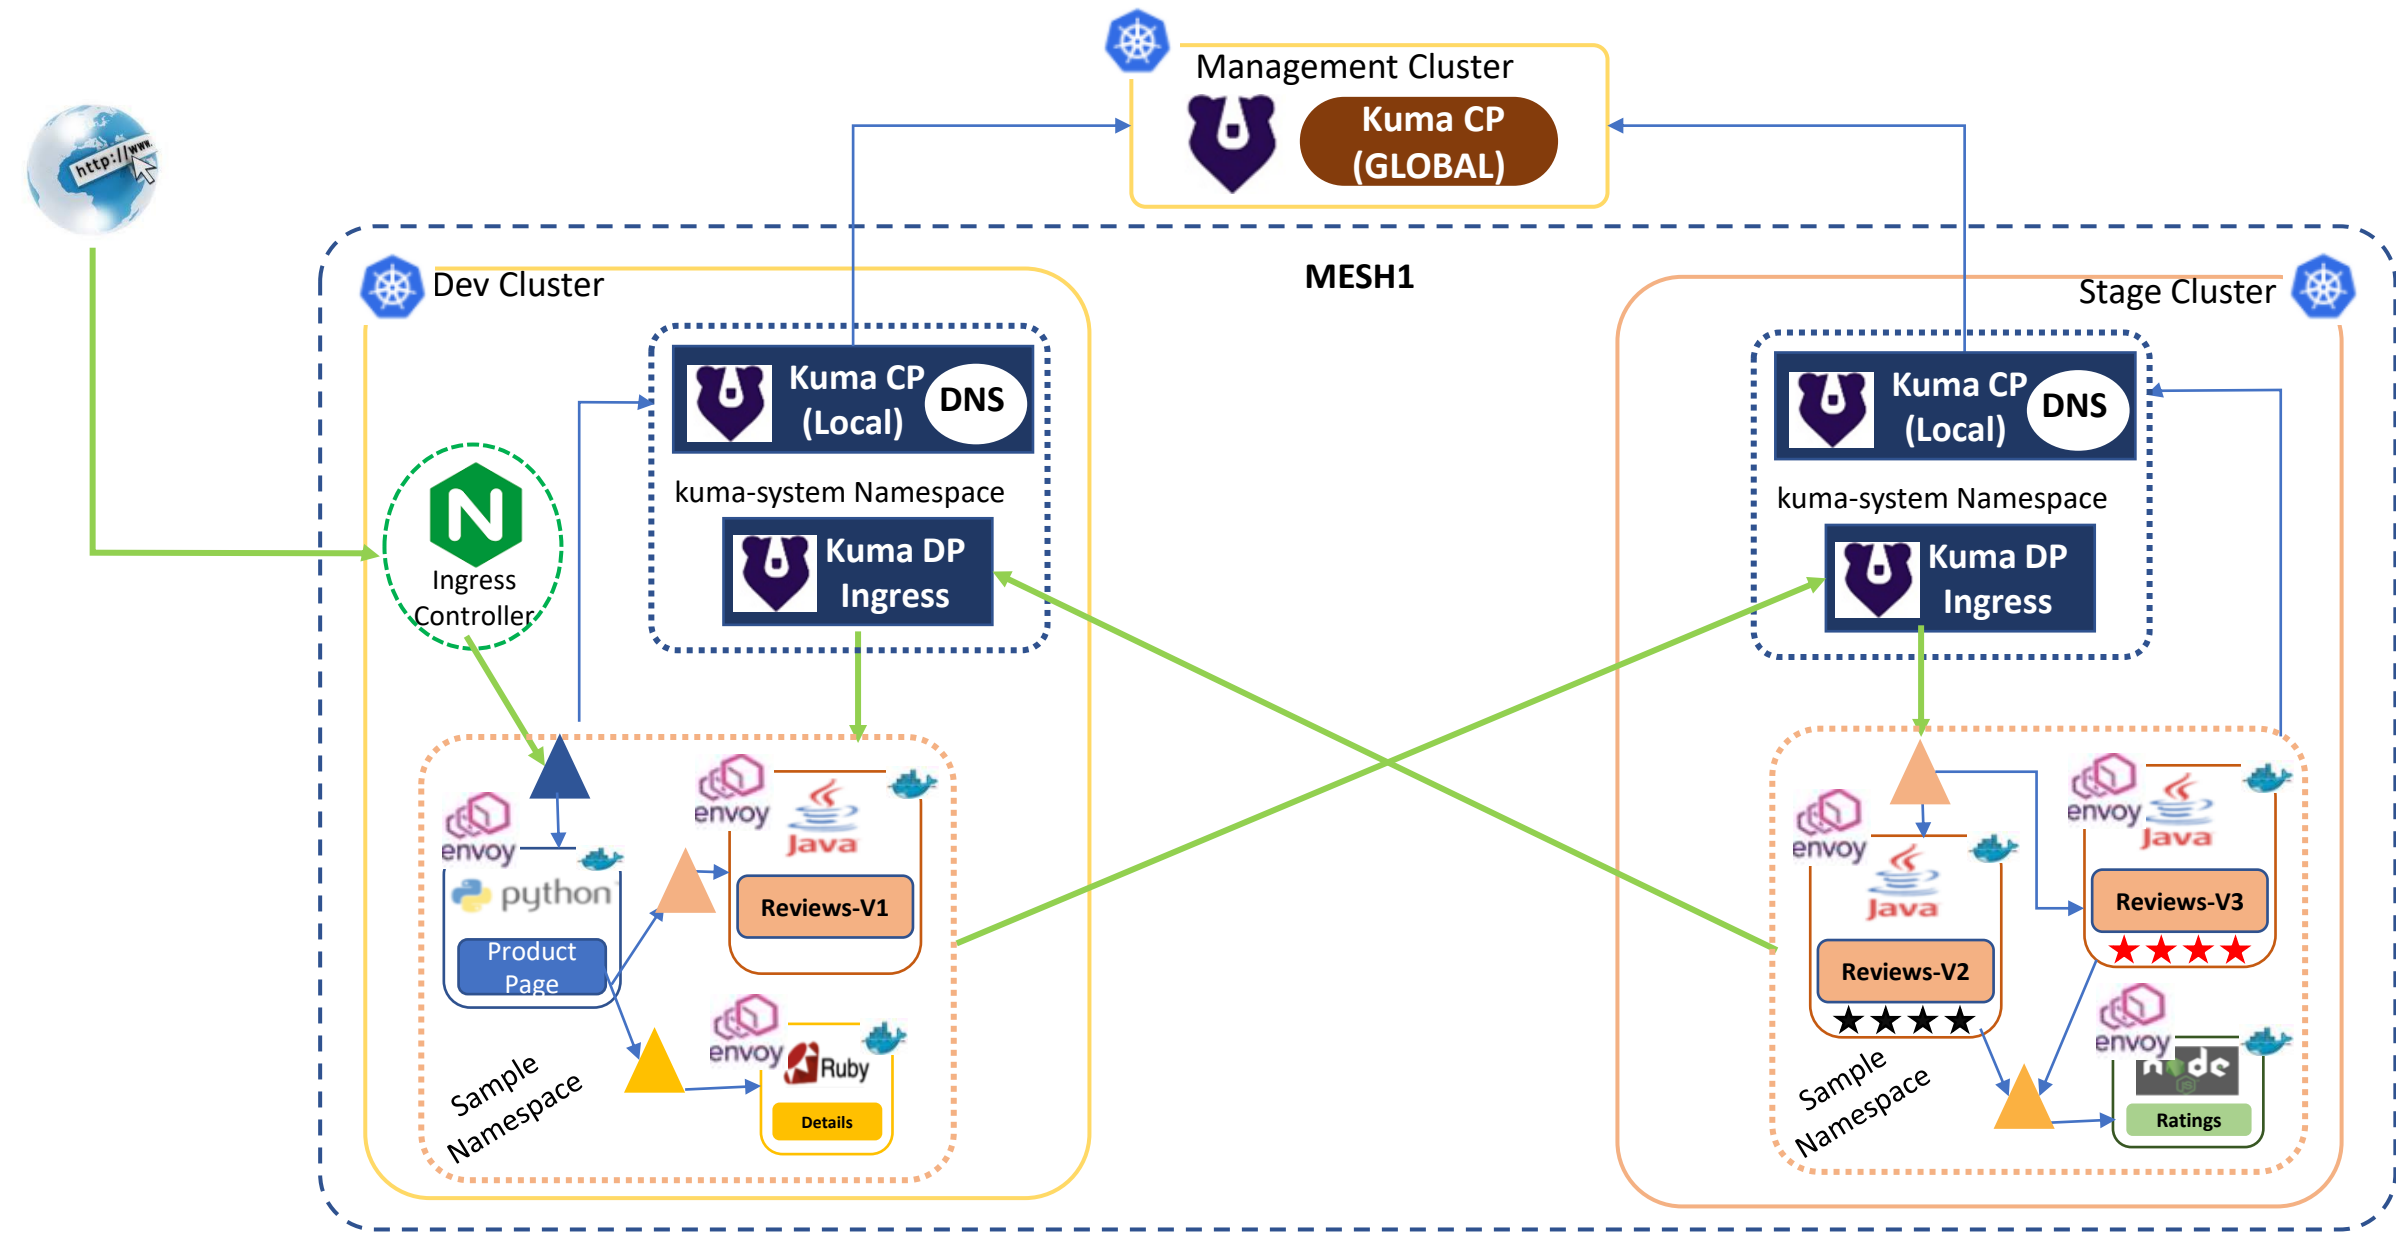 Management Cluster
Kuma CP
(GLOBAL)
http://www.
MESH1
Dev Cluster
Kuma CP
(Local)
DNS
kuma-system Namespace
Kuma DP
Ingress
N
Ingress
Controller
envoy
python
Product
Page
envoy
Java
Reviews-V1
envoy
Ruby
Details
Sample
Namespace
Stage Cluster
Kuma CP
(Local)
DNS
kuma-system Namespace
Kuma DP
Ingress
envoy
Java
Reviews-V2
envoy
Java
Reviews-V3
envoy
node
JS
Ratings
Sample
Namespace